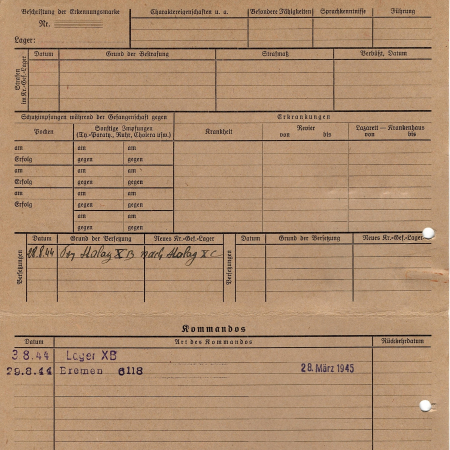 Beschriftung der Erkennungsmarke
Nr.
Lager:
Charaktereigenschaften u. a.
Besondere Fähigkeiten
Sprachkenntnisse
Führung
Strafen
in Kr.-Gef.-Lager
Datum
Grund der Bestrafung
Strafmaß
Verbüßt, Datum
Schutzimpfungen während der Gefangenschaft gegen
Erkrankungen
Pocken
Sonstige Impfungen
(Ty.-Paraty., Ruhr, Cholera usw.)
Krankheit
Revier
von bis
Lazarett – Krankenhaus
von bis
am am am
Erfolg gegen gegen
am am am
Erfolg gegen gegen
am am am
Erfolg gegen gegen
am am
gegen gegen
Versetzungen
Datum Grund der Versetzung Neues Kr.-Gef.-Lager
Versetzungen
Datum Grund der Versetzung Neues Kr.-Gef.-Lager
28.8.44 Stalag XB nach Stalag XC
Kommandos
Datum Art des Kommandos Rückkehrdatum
3 8.44 Lager XB
29.8.44 Bremen 6118 28. März 1945